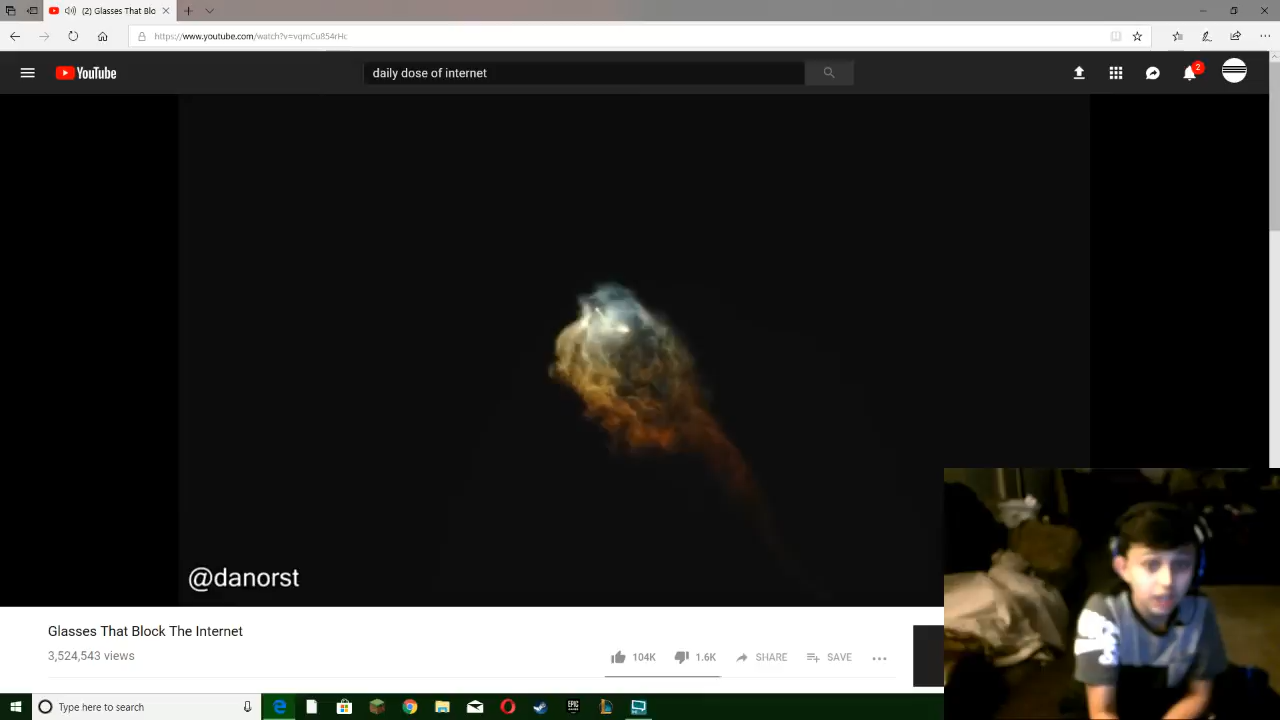 (2) Glasses That Blo
https://www.youtube.com/watch?v=vqmCu854rHc
YouTube
daily dose of internet
2
@danorst
Glasses That Block The Internet
3,524,543 views
104K
1.6K
SHARE
SAVE
Type here to search
EPIC